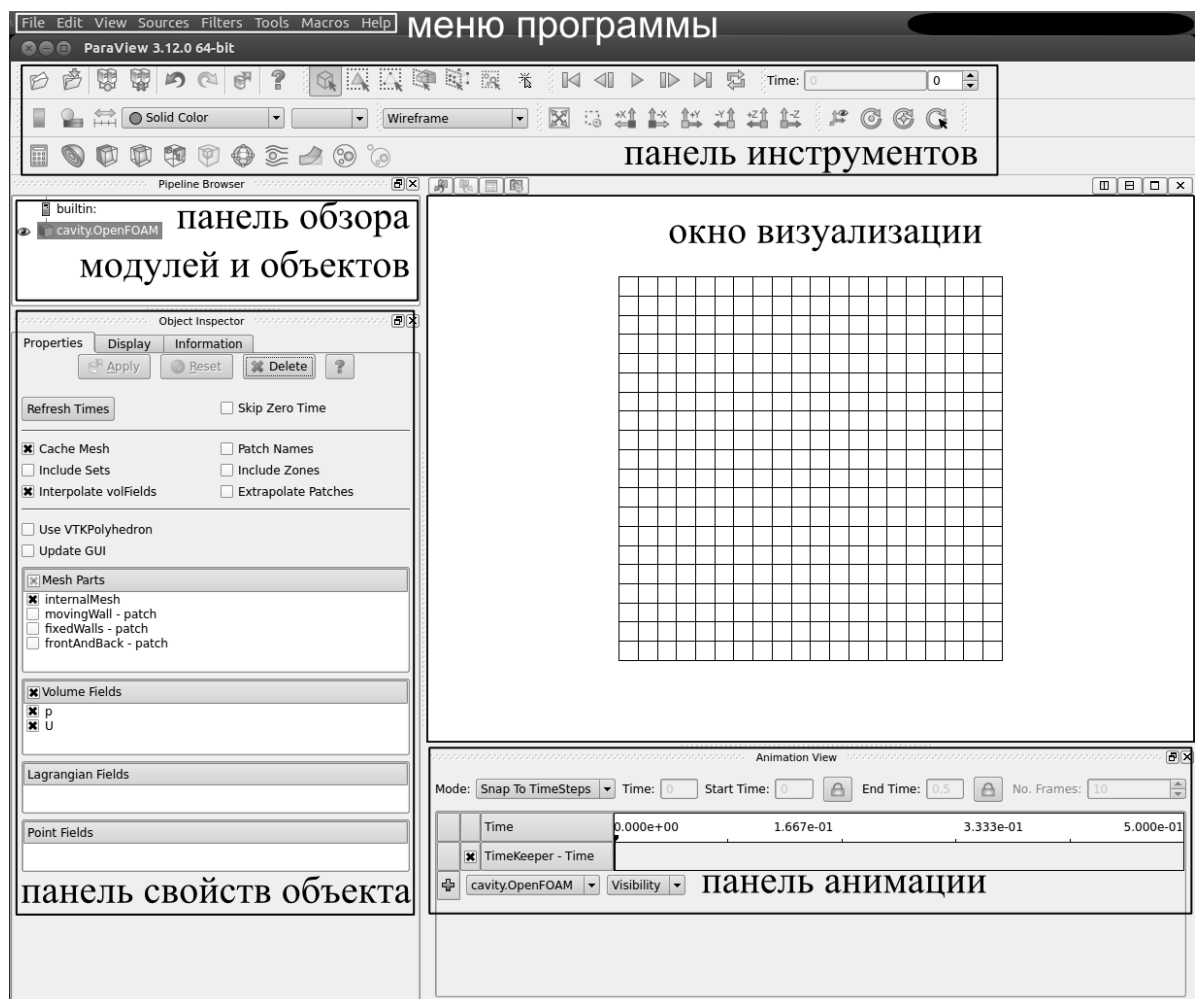 File Edit View Sources Filters Tools Macros Help меню программы
ParaView 3.12.0 64-bit
Time: 0 0
Solid Color Wireframe
панель инструментов
Pipeline Browser
builtin:
cavity.OpenFOAM
панель обзора
модулей и объектов
окно визуализации
Object Inspector
Properties Display Information
Apply Reset Delete ?
Refresh Times Skip Zero Time
Cache Mesh Patch Names
Include Sets Include Zones
Interpolate volFields Extrapolate Patches
Use VTKPolyhedron
Update GUI
Mesh Parts
internalMesh
movingWall - patch
fixedWalls - patch
frontAndBack - patch
Volume Fields
p
U
Lagrangian Fields
Point Fields
панель свойств объекта
Animation View
Mode: Snap To TimeSteps Time: 0 Start Time: 0 End Time: 0.5 No. Frames: 10
Time 0.000e+00 1.667e-01 3.333e-01 5.000e-01
TimeKeeper - Time
cavity.OpenFOAM Visibility панель анимации